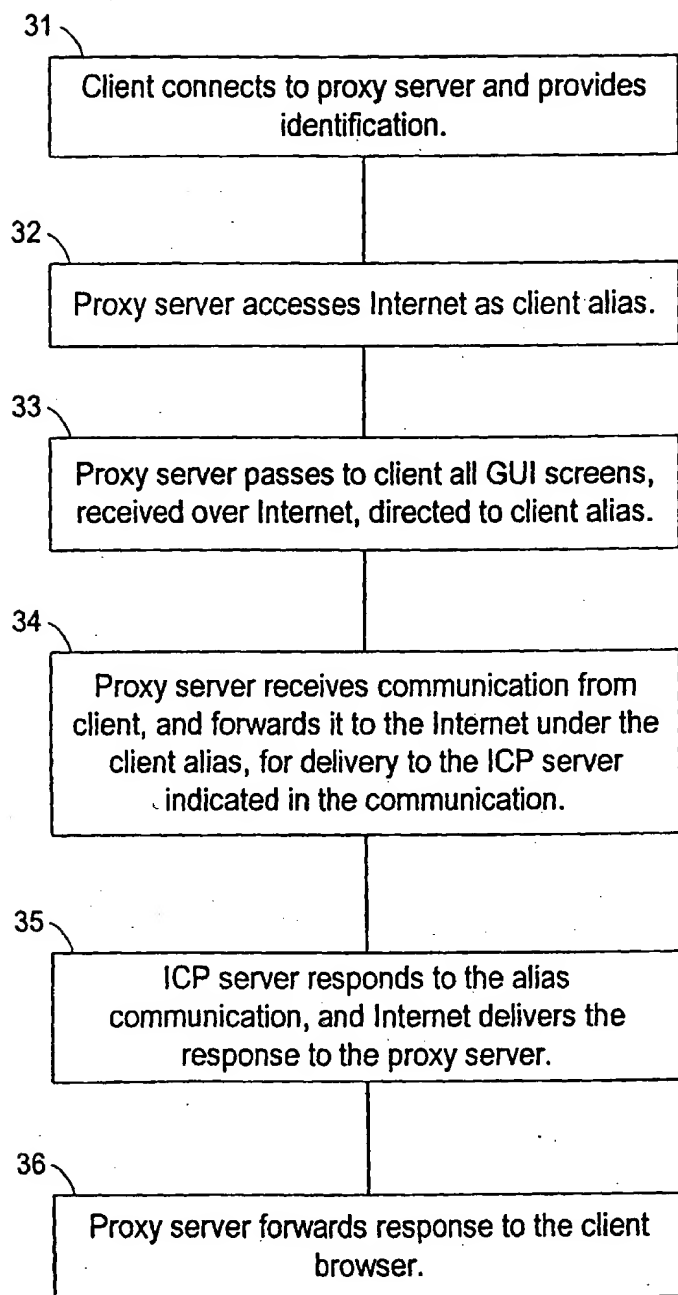 31
Client connects to proxy server and provides
identification.
32
Proxy server accesses Internet as client alias.
33
Proxy server passes to client all GUI screens,
received over Internet, directed to client alias.
34
Proxy server receives communication from
client, and forwards it to the Internet under the
client alias, for delivery to the ICP server
indicated in the communication.
35
ICP server responds to the alias
communication, and Internet delivers the
response to the proxy server.
36
Proxy server forwards response to the client
browser.